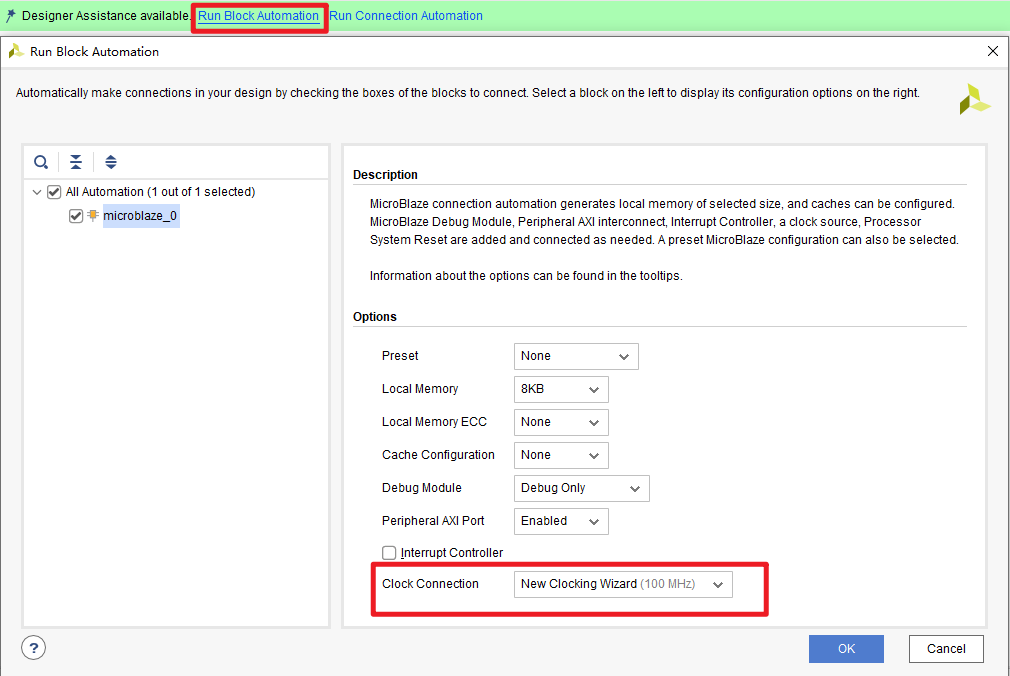 Designer Assistance available. Run Block Automation Run Connection Automation
Run Block Automation
Automatically make connections in your design by checking the boxes of the blocks to connect. Select a block on the left to display its configuration options on the right.
All Automation (1 out of 1 selected)
microblaze_0
Description
MicroBlaze connection automation generates local memory of selected size, and caches can be configured.
MicroBlaze Debug Module, Peripheral AXI interconnect, Interrupt Controller, a clock source, Processor
System Reset are added and connected as needed. A preset MicroBlaze configuration can also be selected.
Information about the options can be found in the tooltips.
Options
Preset None
Local Memory 8KB
Local Memory ECC None
Cache Configuration None
Debug Module Debug Only
Peripheral AXI Port Enabled
Interrupt Controller
Clock Connection New Clocking Wizard (100 MHz)
? OK Cancel